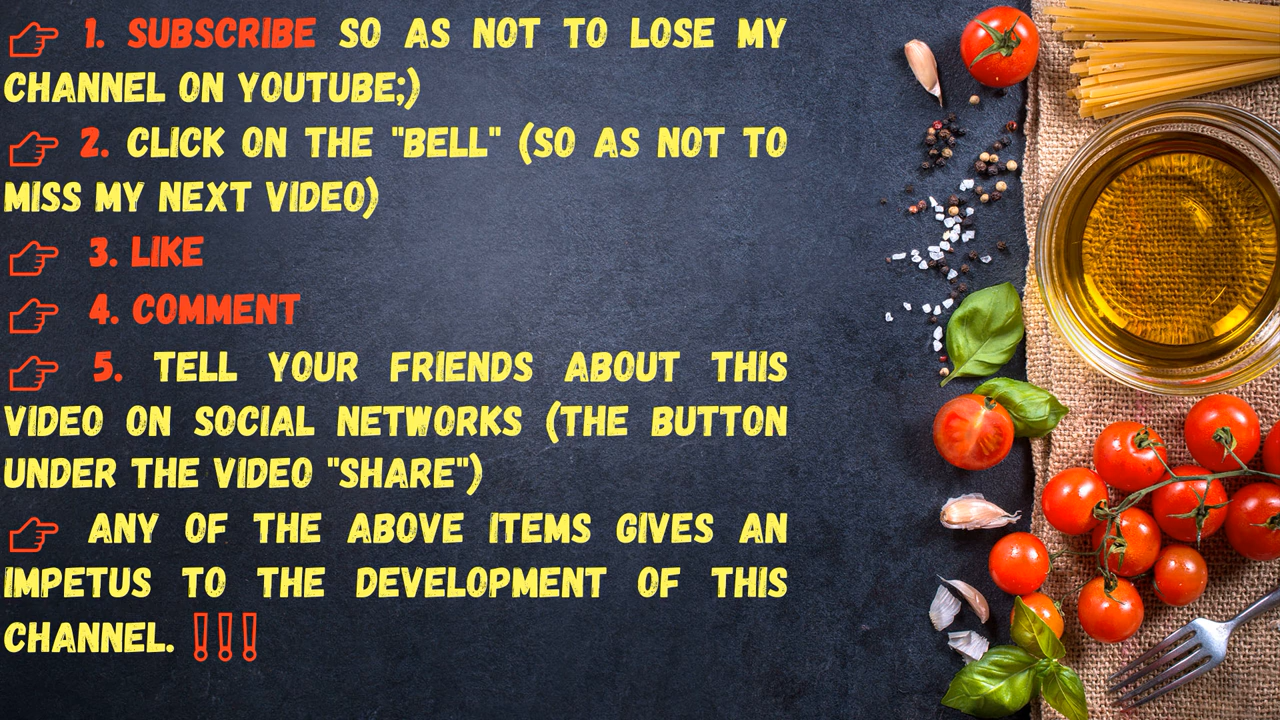 👉 1. SUBSCRIBE SO AS NOT TO LOSE MY
CHANNEL ON YOUTUBE;)
👉 2. CLICK ON THE "BELL" (SO AS NOT TO
MISS MY NEXT VIDEO)
👉 3. LIKE
👉 4. COMMENT
👉 5. TELL YOUR FRIENDS ABOUT THIS
VIDEO ON SOCIAL NETWORKS (THE BUTTON
UNDER THE VIDEO "SHARE")
👉 ANY OF THE ABOVE ITEMS GIVES AN
IMPETUS TO THE DEVELOPMENT OF THIS
CHANNEL. !!!